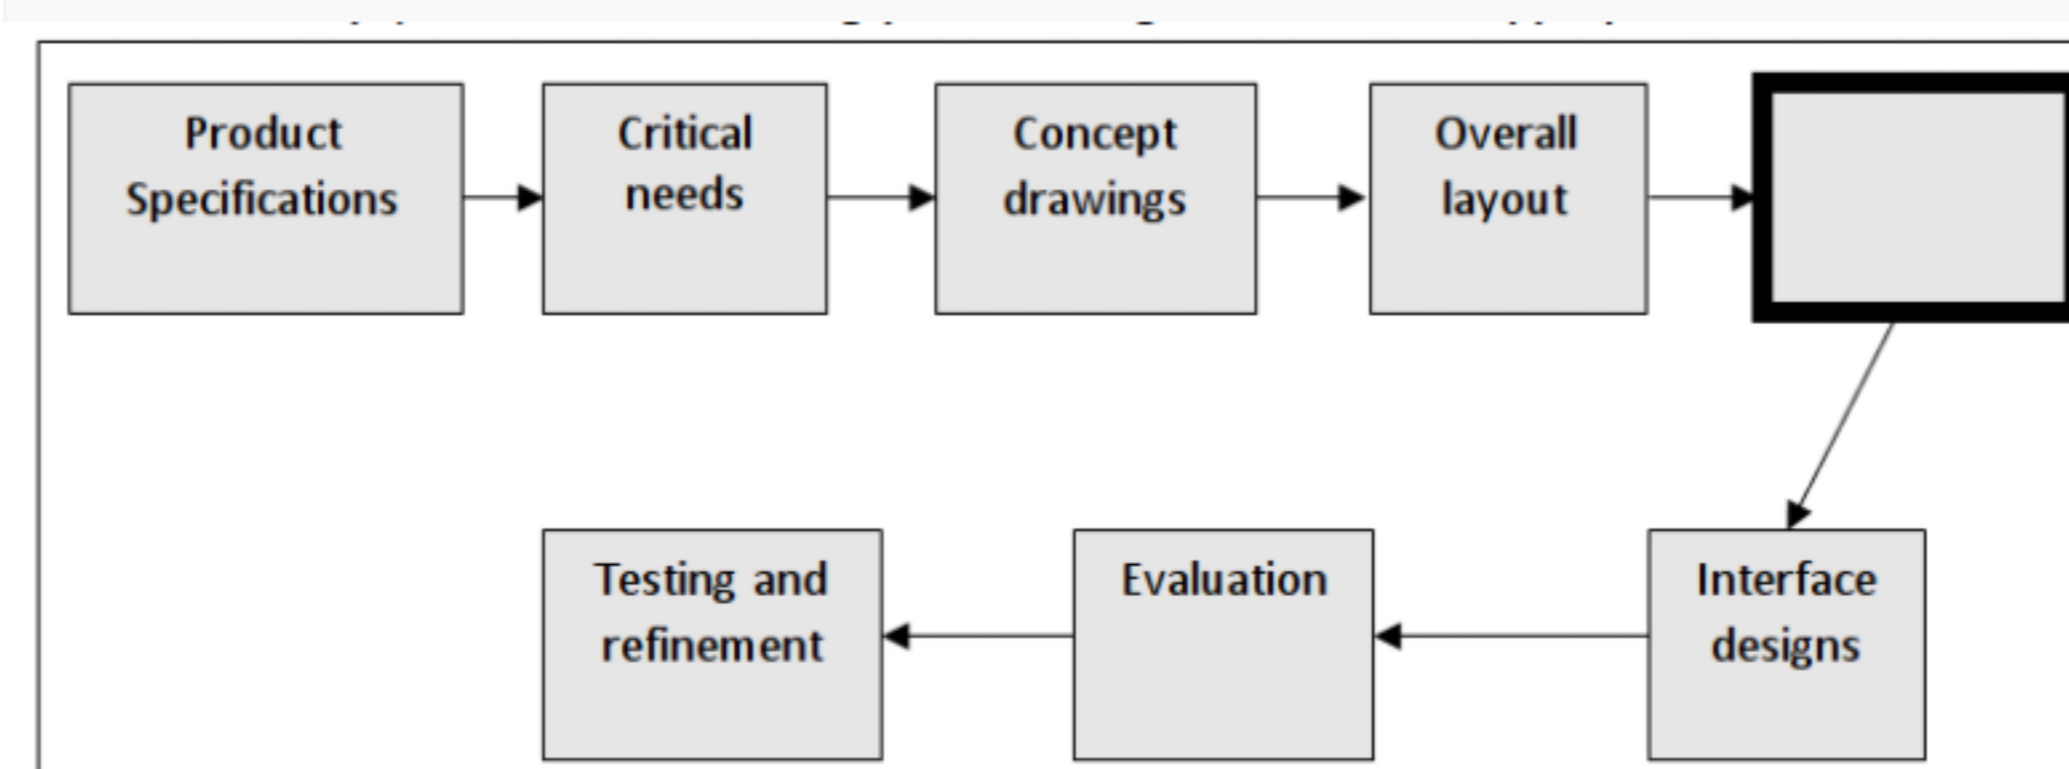 Product
Specifications
Critical
needs
Concept
drawings
Overall
layout
Testing and
refinement
Evaluation
Interface
designs